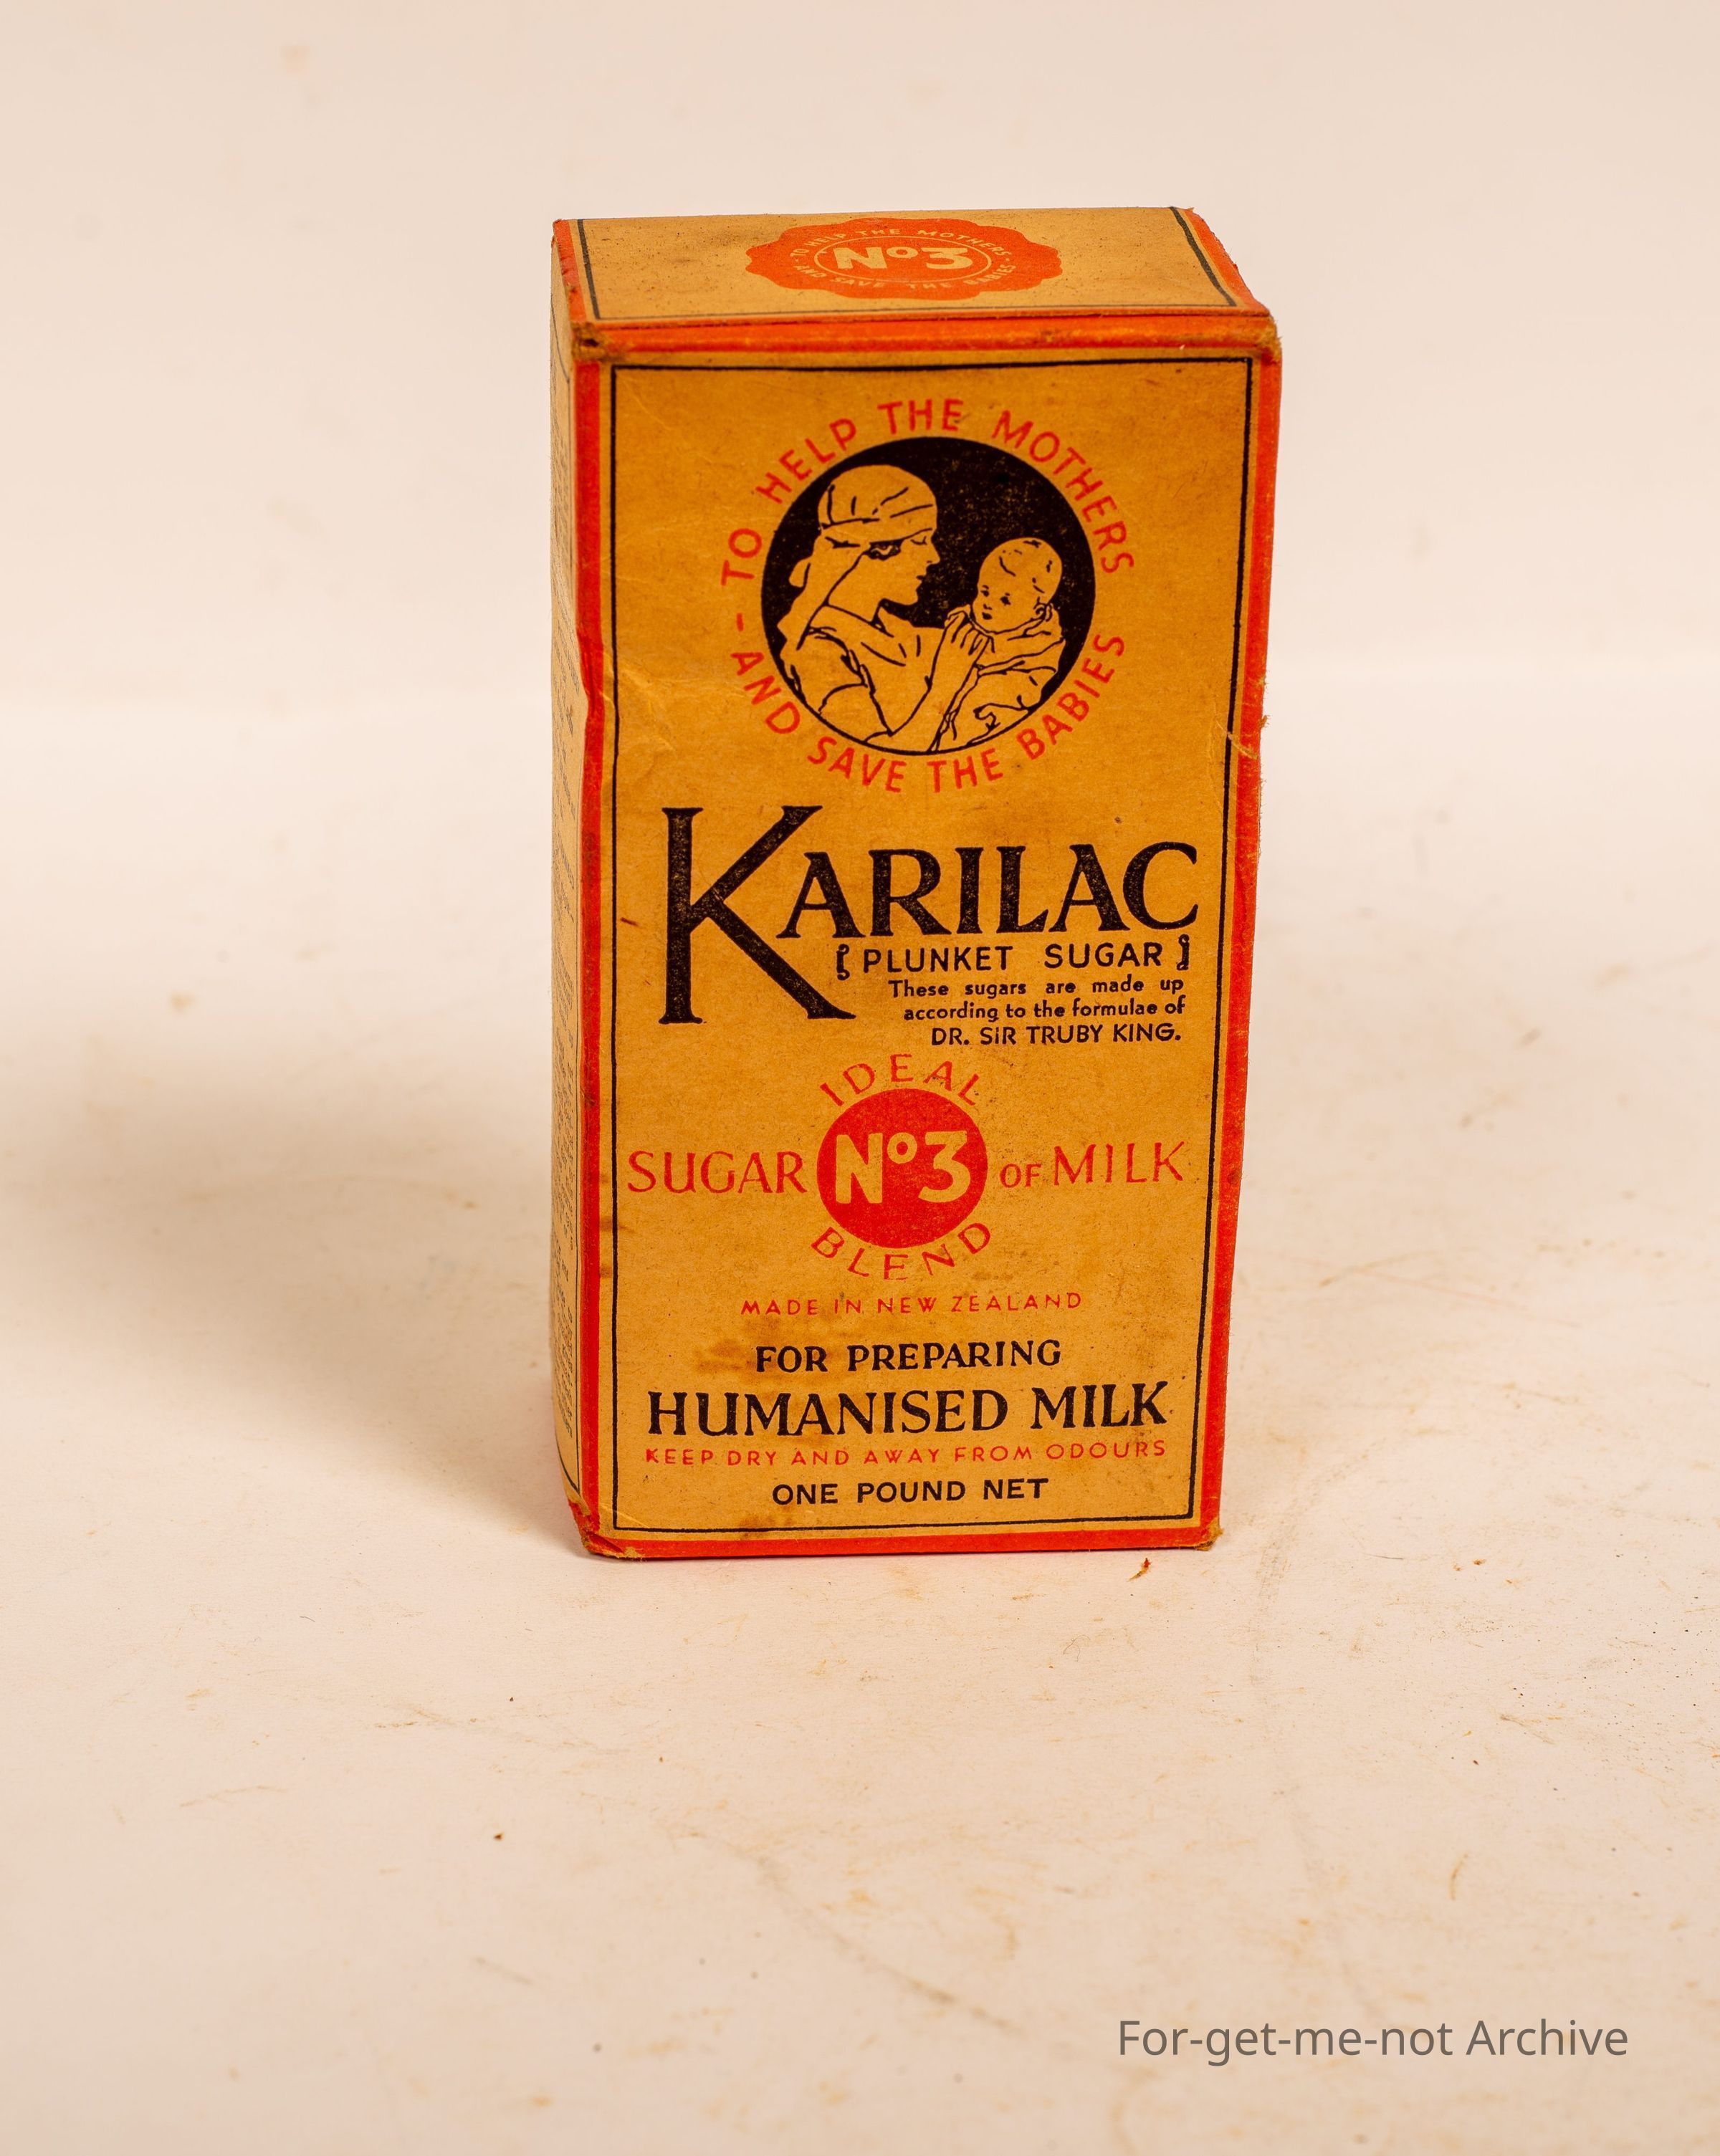 TO HELP THE MOTHERS
Nº3
AND SAVE THE BABIES
TO HELP THE MOTHERS
- AND SAVE THE BABIES
KARILAC
[PLUNKET SUGAR]
These sugars are made up
according to the formulae of
DR. SIR TRUBY KING.
IDEAL
SUGAR Nº3 OF MILK
BLEND
MADE IN NEW ZEALAND
FOR PREPARING
HUMANISED MILK
KEEP DRY AND AWAY FROM ODOURS
ONE POUND NET
For-get-me-not Archive